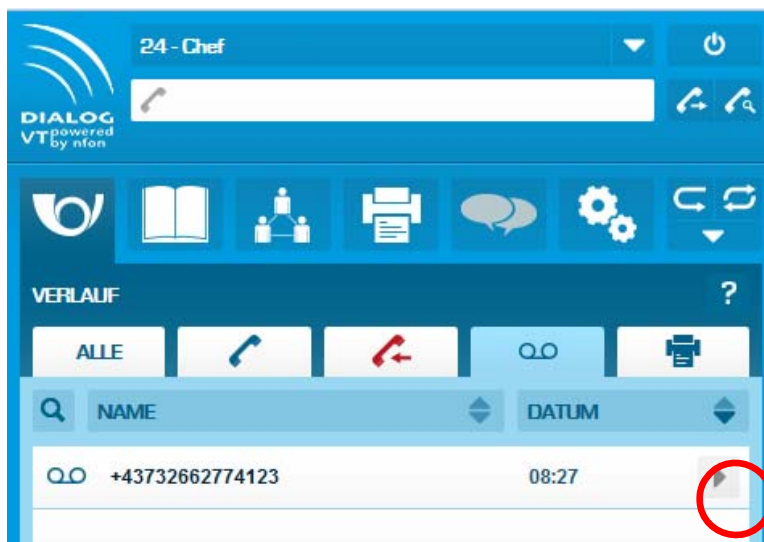 24 - Chef
DIALOG
VT powered
by nfon
VERLAUF
?
ALLE
NAME
DATUM
+43732662774123
08:27